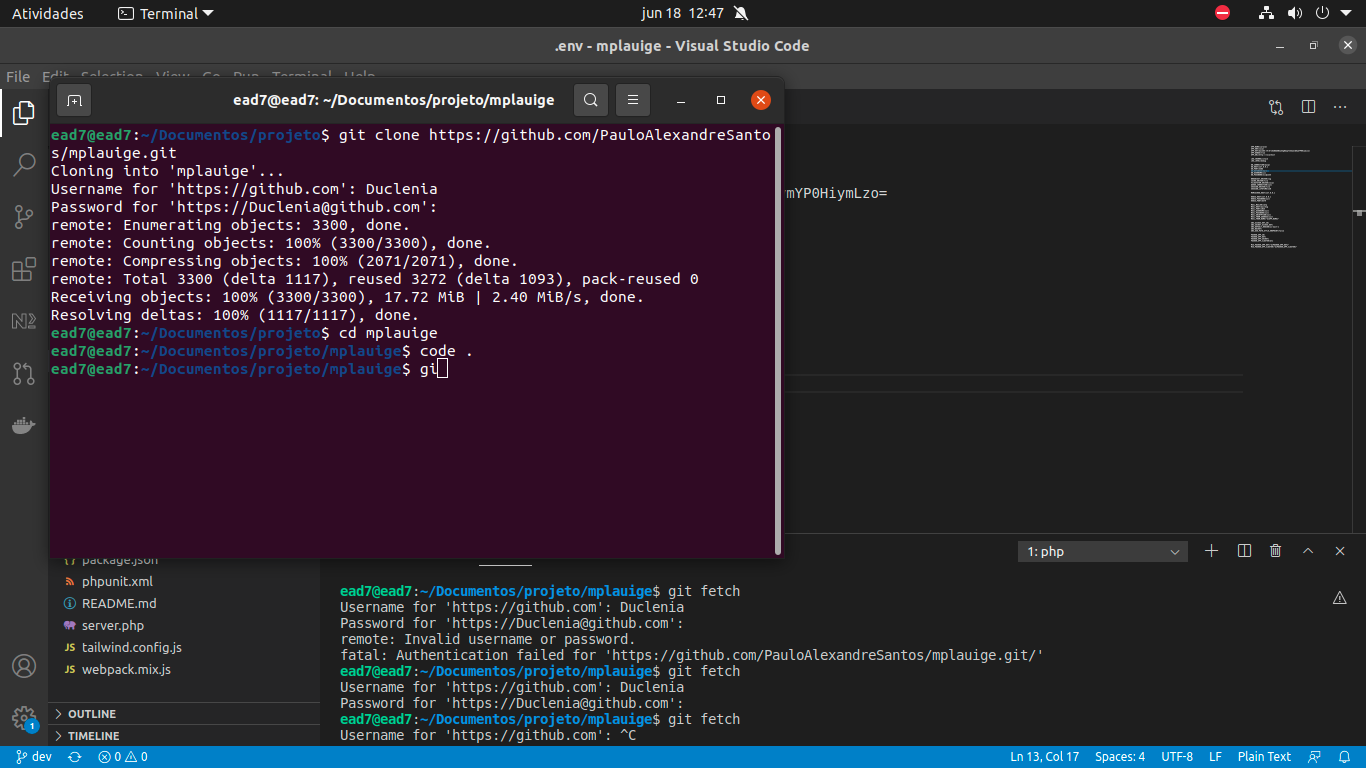 Atividades
Terminal
jun 18 12:47
.env - mplauige - Visual Studio Code
File Edit Selection View Go Run Terminal Help
ead7@ead7: ~/Documentos/projeto/mplauige
ead7@ead7:~/Documentos/projeto$ git clone https://github.com/PauloAlexandreSanto
s/mplauige.git
Cloning into 'mplauige'...
Username for 'https://github.com': Duclenia
Password for 'https://Duclenia@github.com':
remote: Enumerating objects: 3300, done.
remote: Counting objects: 100% (3300/3300), done.
remote: Compressing objects: 100% (2071/2071), done.
remote: Total 3300 (delta 1117), reused 3272 (delta 1093), pack-reused 0
Receiving objects: 100% (3300/3300), 17.72 MiB | 2.40 MiB/s, done.
Resolving deltas: 100% (1117/1117), done.
ead7@ead7:~/Documentos/projeto$ cd mplauige
ead7@ead7:~/Documentos/projeto/mplauige$ code .
ead7@ead7:~/Documentos/projeto/mplauige$ gi
mYP0HiymLzo=
package.json
phpunit.xml
README.md
server.php
JS tailwind.config.js
JS webpack.mix.js
OUTLINE
TIMELINE
1: php
ead7@ead7:~/Documentos/projeto/mplauige$ git fetch
Username for 'https://github.com': Duclenia
Password for 'https://Duclenia@github.com':
remote: Invalid username or password.
fatal: Authentication failed for 'https://github.com/PauloAlexandreSantos/mplauige.git/'
ead7@ead7:~/Documentos/projeto/mplauige$ git fetch
Username for 'https://github.com': Duclenia
Password for 'https://Duclenia@github.com':
ead7@ead7:~/Documentos/projeto/mplauige$ git fetch
Username for 'https://github.com': ^C
1
dev
0 0
Ln 13, Col 17
Spaces: 4
UTF-8
LF
Plain Text